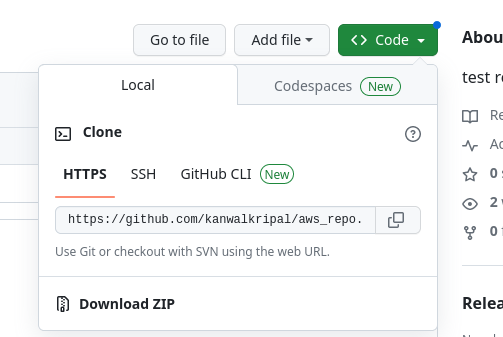 Go to file
Add file
Code
Abou
Local
Codespaces New
test r
Clone
HTTPS
SSH
GitHub CLI New
https://github.com/kanwalkripal/aws_repo.
Use Git or checkout with SVN using the web URL.
Download ZIP
Re
Ac
0
2
0
Relea